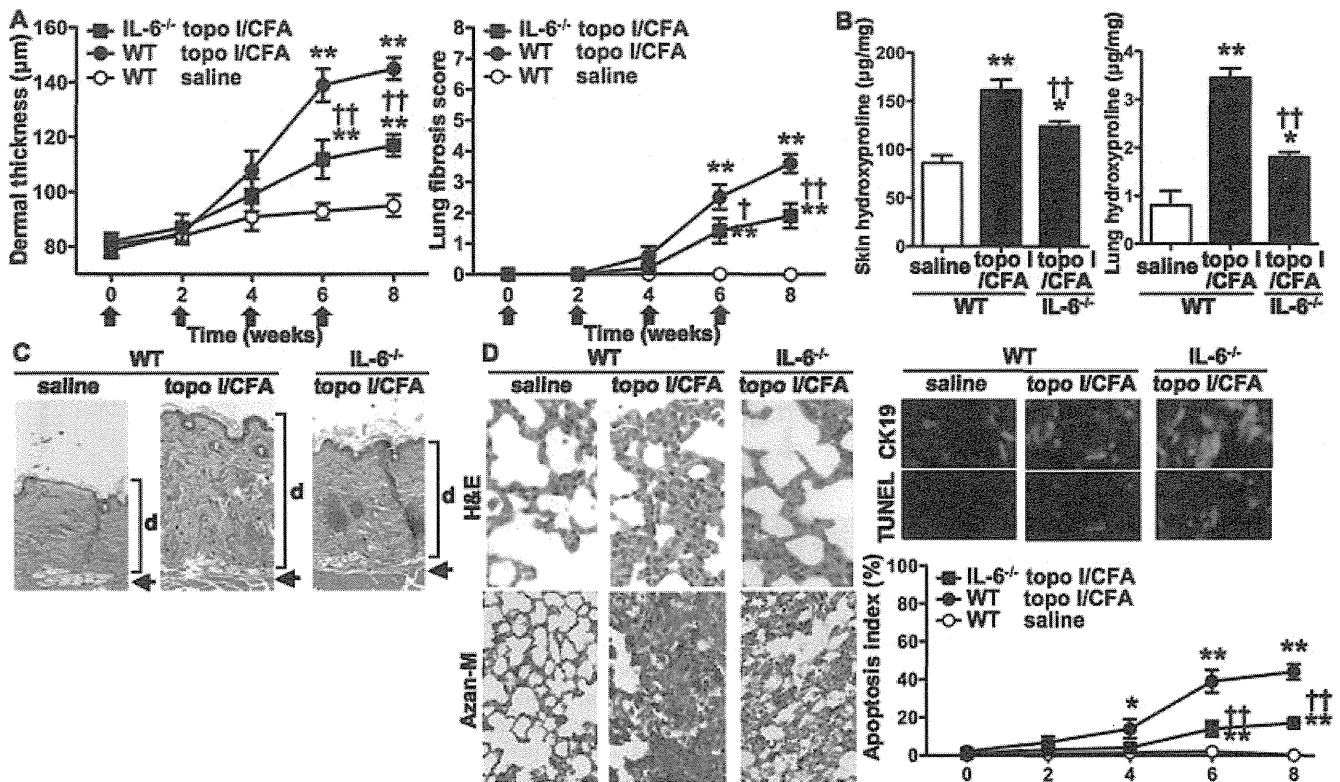 A
160
140
120
100
80
Dermal thickness (µm)
IL-6-/- topo I/CFA
WT topo I/CFA
WT saline
**
**
††
**
††
**
0 2 4 6 8
Time (weeks)
8
7
6
5
4
3
2
1
0
Lung fibrosis score
IL-6-/- topo I/CFA
WT topo I/CFA
WT saline
**
**
†
**
††
**
0 2 4 6 8
Time (weeks)
B
200
150
100
50
0
Skin hydroxyproline (µg/mg)
**
††
*
saline topo I /CFA topo I /CFA
WT IL-6-/-
4
3
2
1
0
Lung hydroxyproline (µg/mg)
**
††
*
saline topo I /CFA topo I /CFA
WT IL-6-/-
C
WT IL-6-/-
saline topo I/CFA topo I/CFA
d
d
d
D
WT IL-6-/-
saline topo I/CFA topo I/CFA
H&E
Azan-M
WT IL-6-/-
saline topo I/CFA topo I/CFA
CK19
TUNEL
100
80
60
40
20
0
Apoptosis index (%)
IL-6-/- topo I/CFA
WT topo I/CFA
WT saline
*
**
**
††
**
††
**
0 2 4 6 8